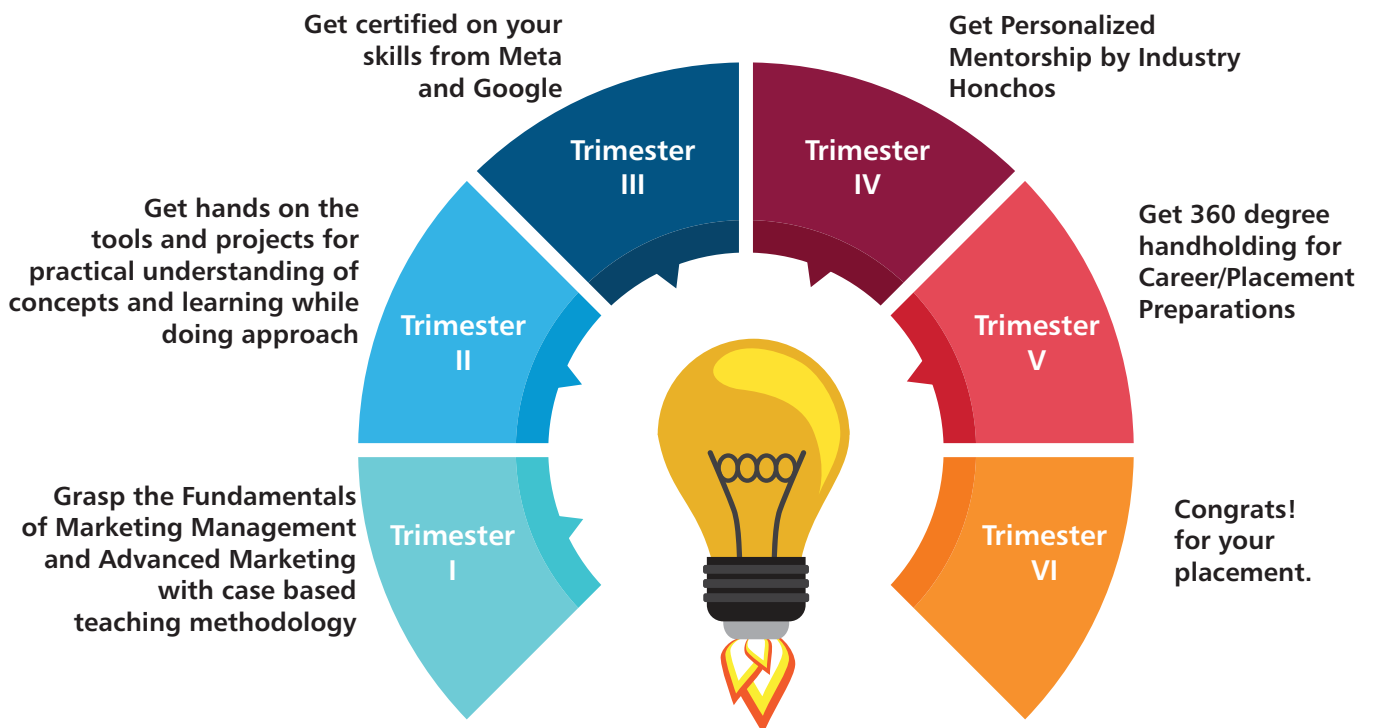 Get certified on your
skills from Meta
and Google
Get Personalized
Mentorship by Industry
Honchos
Trimester
III
Trimester
IV
Get hands on the
tools and projects for
practical understanding of
concepts and learning while
doing approach
Trimester
II
Trimester
V
Get 360 degree
handholding for
Career/Placement
Preparations
Grasp the Fundamentals
of Marketing Management
and Advanced Marketing
with case based
teaching methodology
Trimester
I
Trimester
VI
Congrats!
for your
placement.